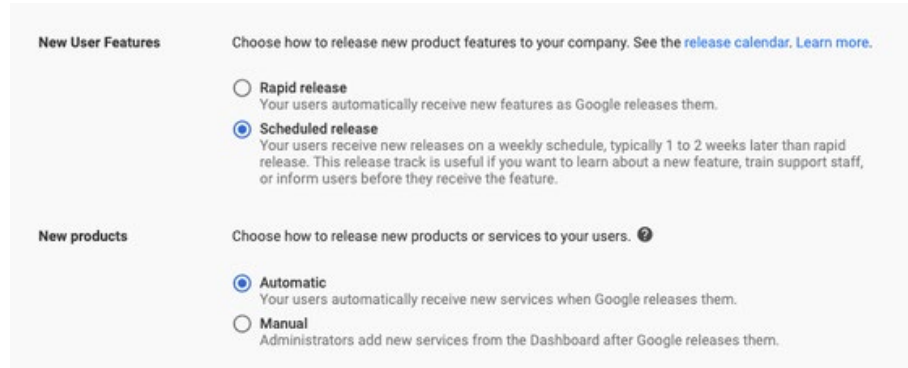 New User Features
Choose how to release new product features to your company. See the release calendar. Learn more.
Rapid release
Your users automatically receive new features as Google releases them.
Scheduled release
Your users receive new releases on a weekly schedule, typically 1 to 2 weeks later than rapid
release. This release track is useful if you want to learn about a new feature, train support staff,
or inform users before they receive the feature.
New products
Choose how to release new products or services to your users. ?
Automatic
Your users automatically receive new services when Google releases them.
Manual
Administrators add new services from the Dashboard after Google releases them.